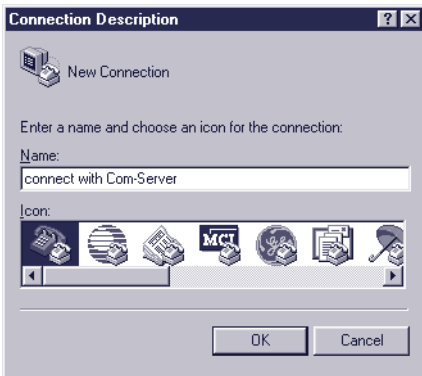 Connection Description
New Connection
Enter a name and choose an icon for the connection:
Name:
connect with Com-Server
Icon:
MCI
OK
Cancel